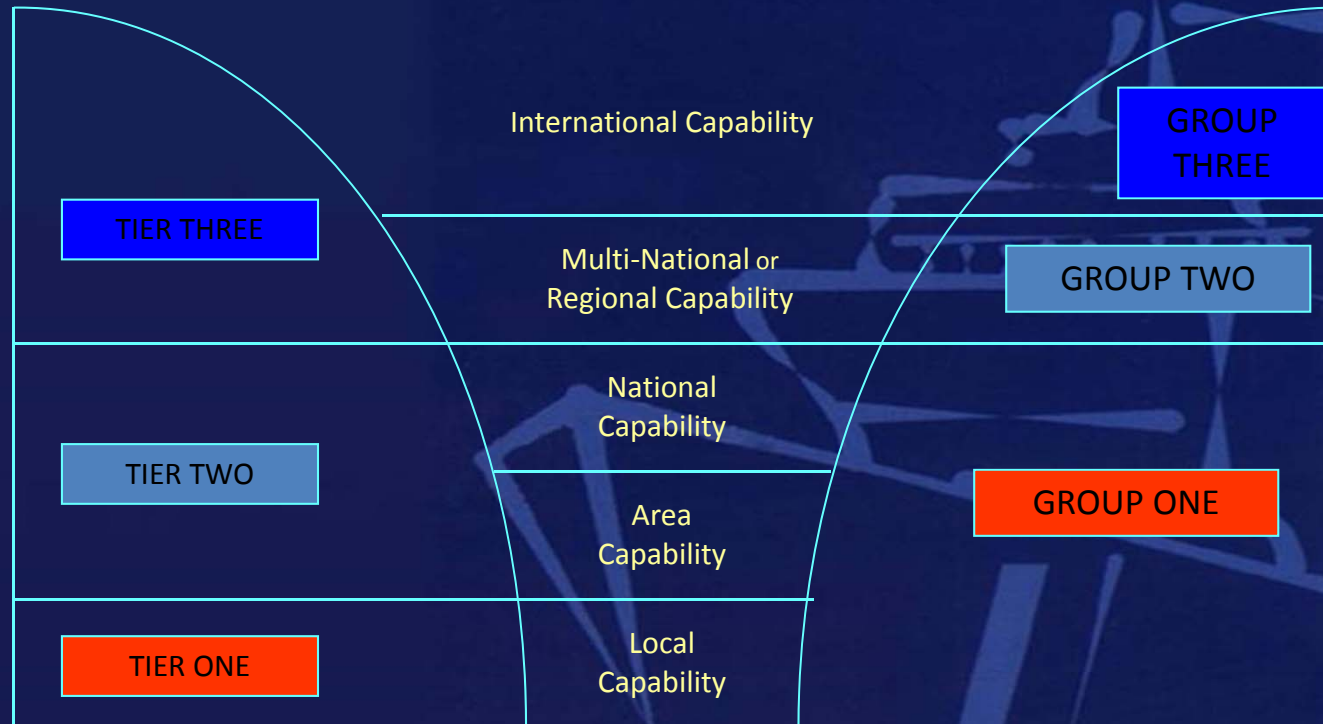 International Capability
GROUP
THREE
TIER THREE
Multi-National or
Regional Capability
GROUP TWO
National
Capability
TIER TWO
GROUP ONE
Area
Capability
TIER ONE
Local
Capability